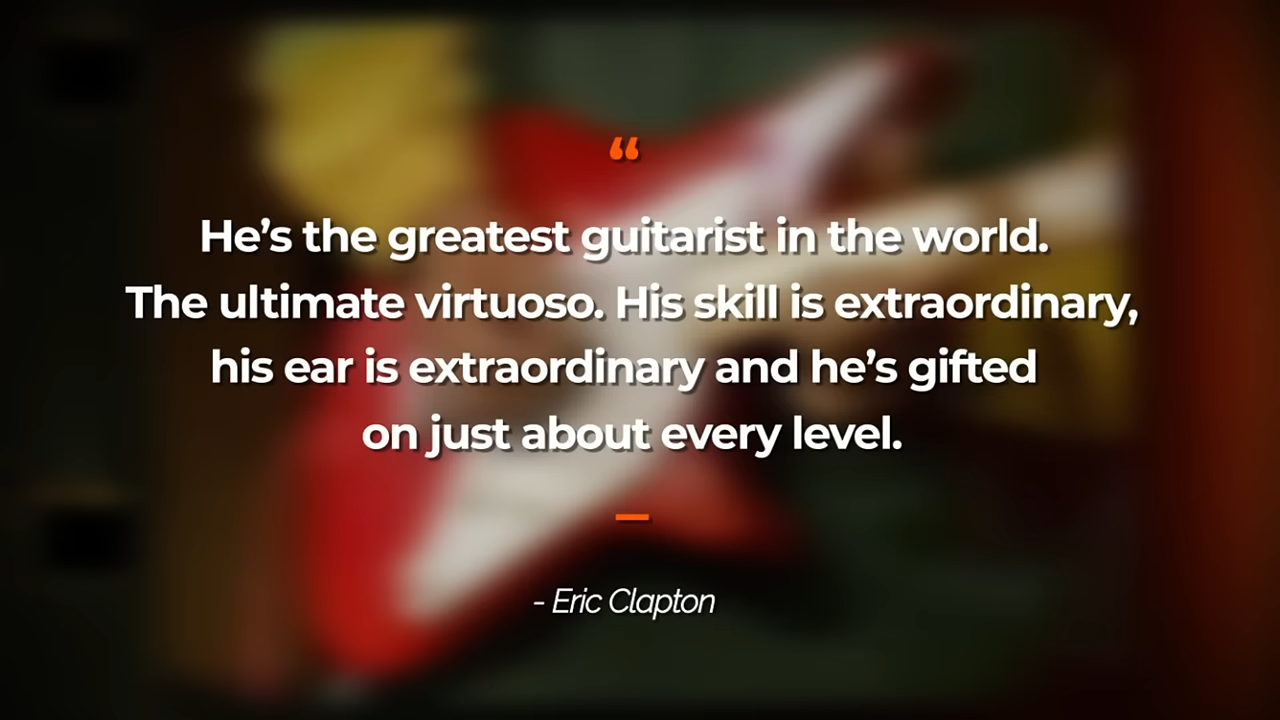 “
He’s the greatest guitarist in the world.
The ultimate virtuoso. His skill is extraordinary,
his ear is extraordinary and he’s gifted
on just about every level.
- Eric Clapton